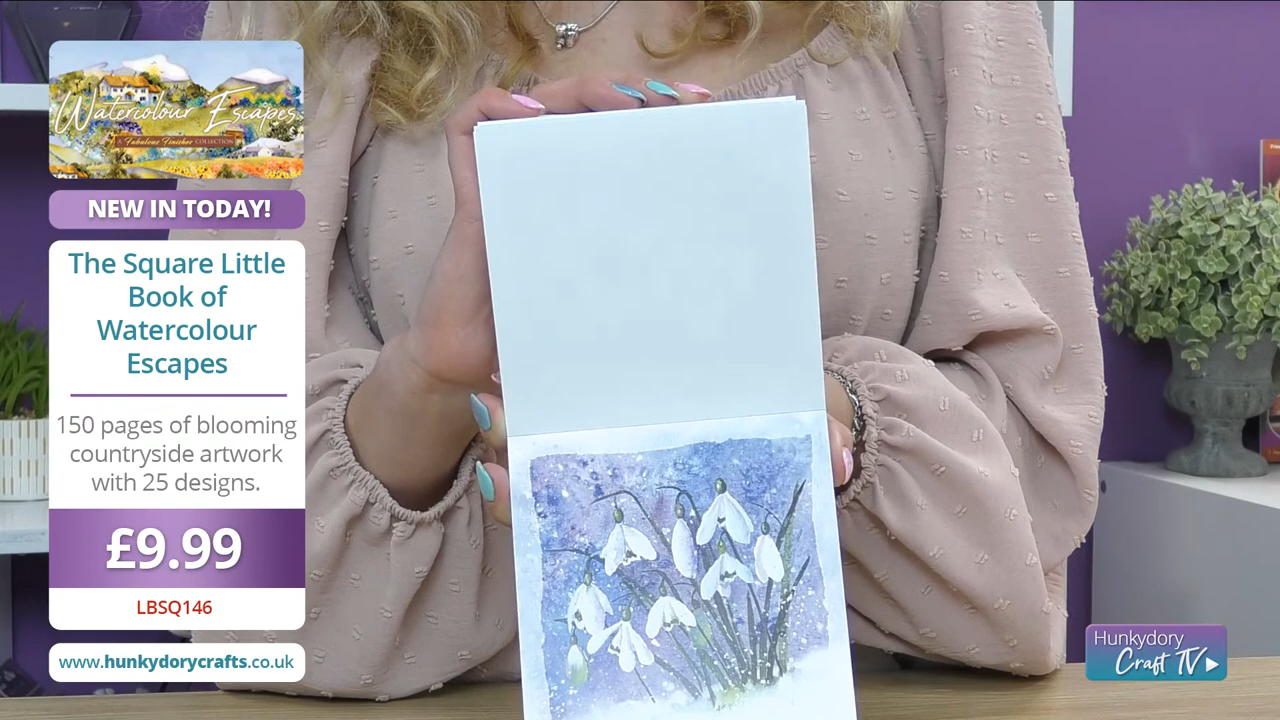 Watercolour Escapes
A Fabulous Finishes COLLECTION
NEW IN TODAY!
The Square Little
Book of
Watercolour
Escapes
150 pages of blooming
countryside artwork
with 25 designs.
£9.99
LBSQ146
www.hunkydorycrafts.co.uk
Hunkydory
Craft TV